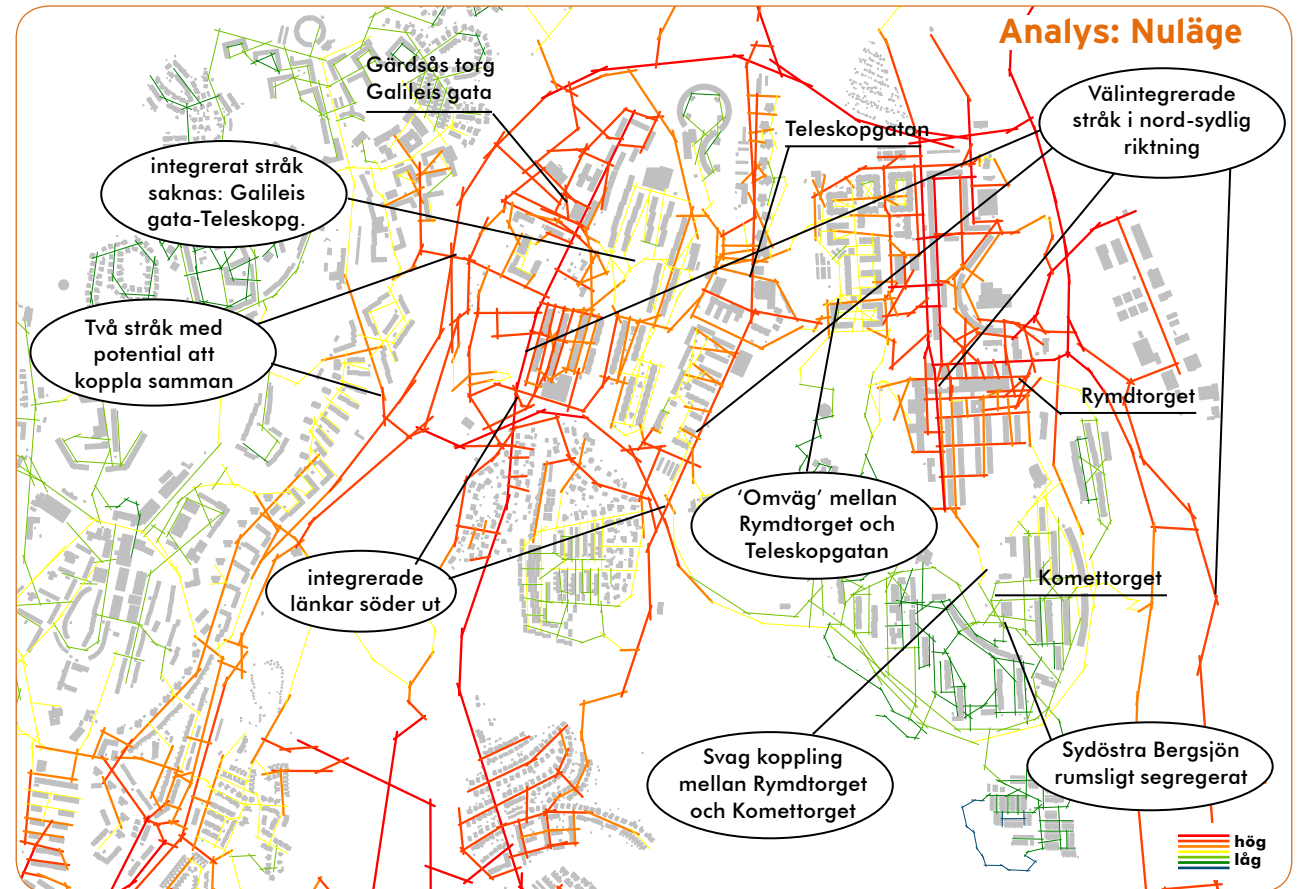 Analys: Nuläge
Gärdsås torg
Galileis gata
Teleskopgatan
Välintegrerade
stråk i nord-sydlig
riktning
integrerat stråk
saknas: Galileis
gata-Teleskopg.
Två stråk med
potential att
koppla samman
Rymdtorget
'Omväg' mellan
Rymdtorget och
Teleskopgatan
integrerade
länkar söder ut
Komettorget
Svag koppling
mellan Rymdtorget
och Komettorget
Sydöstra Bergsjön
rumsligt segregerat
hög
låg